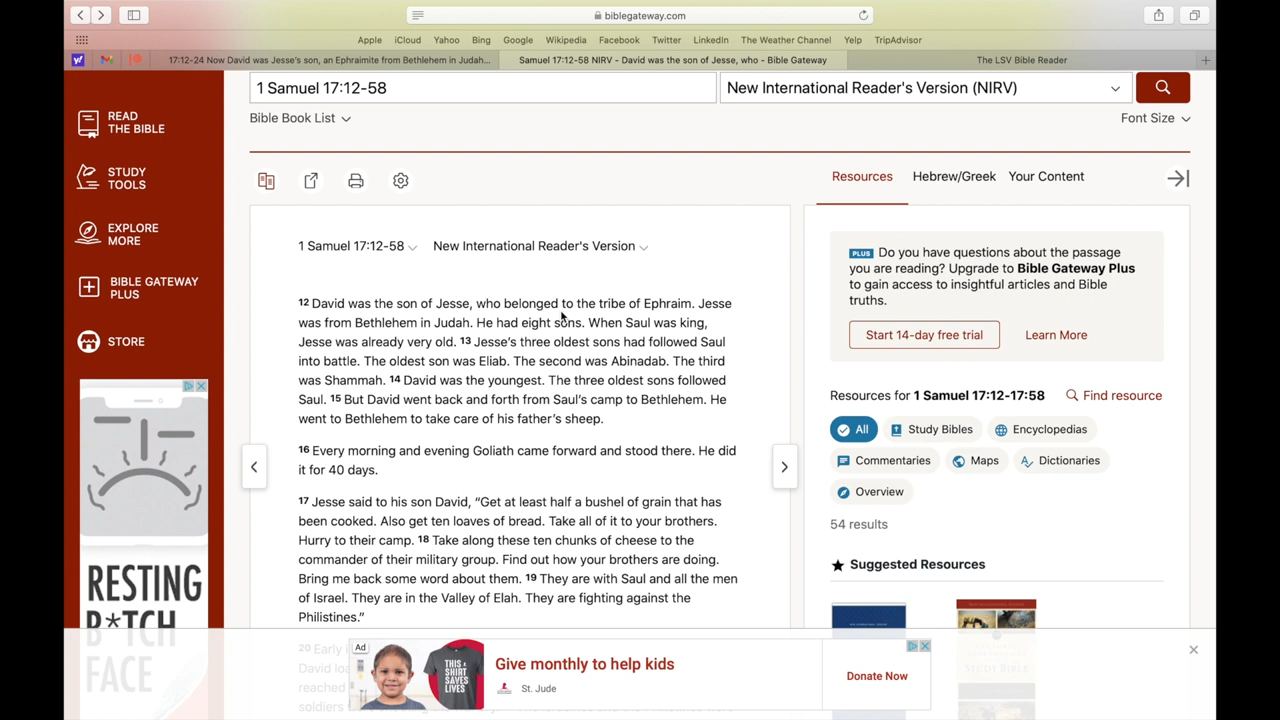 biblegateway.com
Apple iCloud Yahoo Bing Google Wikipedia Facebook Twitter LinkedIn The Weather Channel Yelp TripAdvisor
17:12-24 Now David was Jesse's son, an Ephraimite from Bethlehem in Judah... Samuel 17:12-58 NIRV - David was the son of Jesse, who - Bible Gateway The LSV Bible Reader
1 Samuel 17:12-58 New International Reader's Version (NIRV)
Bible Book List Font Size
READ
THE BIBLE
STUDY
TOOLS
EXPLORE
MORE
BIBLE GATEWAY
PLUS
STORE
Resources Hebrew/Greek Your Content
1 Samuel 17:12-58 New International Reader's Version
12 David was the son of Jesse, who belonged to the tribe of Ephraim. Jesse
was from Bethlehem in Judah. He had eight sons. When Saul was king,
Jesse was already very old. 13 Jesse's three oldest sons had followed Saul
into battle. The oldest son was Eliab. The second was Abinadab. The third
was Shammah. 14 David was the youngest. The three oldest sons followed
Saul. 15 But David went back and forth from Saul's camp to Bethlehem. He
went to Bethlehem to take care of his father's sheep.
16 Every morning and evening Goliath came forward and stood there. He did
it for 40 days.
17 Jesse said to his son David, “Get at least half a bushel of grain that has
been cooked. Also get ten loaves of bread. Take all of it to your brothers.
Hurry to their camp. 18 Take along these ten chunks of cheese to the
commander of their military group. Find out how your brothers are doing.
Bring me back some word about them. 19 They are with Saul and all the men
of Israel. They are in the Valley of Elah. They are fighting against the
Philistines.”
20 Early
David
reached
soldiers
PLUS Do you have questions about the passage
you are reading? Upgrade to Bible Gateway Plus
to gain access to insightful articles and Bible
truths.
Start 14-day free trial Learn More
Resources for 1 Samuel 17:12-17:58 Find resource
All Study Bibles Encyclopedias
Commentaries Maps Dictionaries
Overview
54 results
Suggested Resources
STUDY BIBLE
RESTING
B*TCH
FACE
Ad
THIS
SHIRT
SAVES
LIVES
Give monthly to help kids
St. Jude
Donate Now